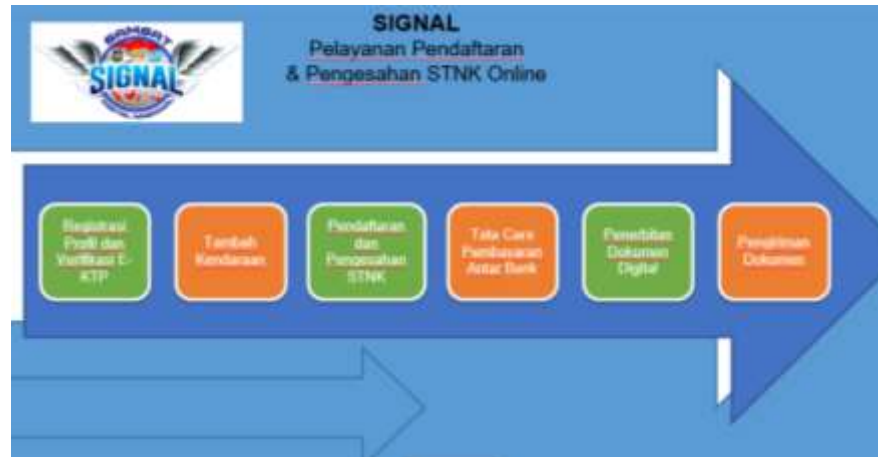 SAMSAT
SIGNAL
SIGNAL
Pelayanan Pendaftaran
& Pengesahan STNK Online
Registrasi
Profil dan
Verifikasi E-
KTP
Tambah
Kendaraan
Pendaftaran
dan
Pengesahan
STNK
Tata Cara
Pembayaran
Antar Bank
Penerbitan
Dokumen
Digital
Pengiriman
Dokumen